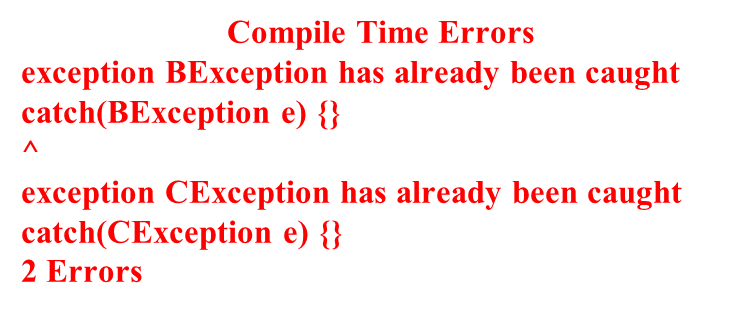 Compile Time Errors
exception BException has already been caught
catch(BException e) {}
^
exception CException has already been caught
catch(CException e) {}
2 Errors